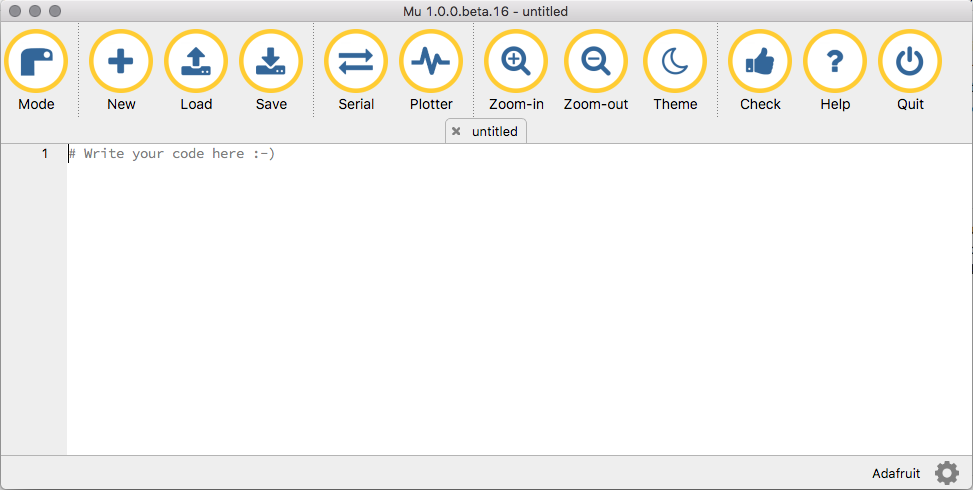 Mu 1.0.0.beta.16 - untitled
Mode New Load Save Serial Plotter Zoom-in Zoom-out Theme Check Help Quit
untitled
1 # Write your code here :-)
Adafruit